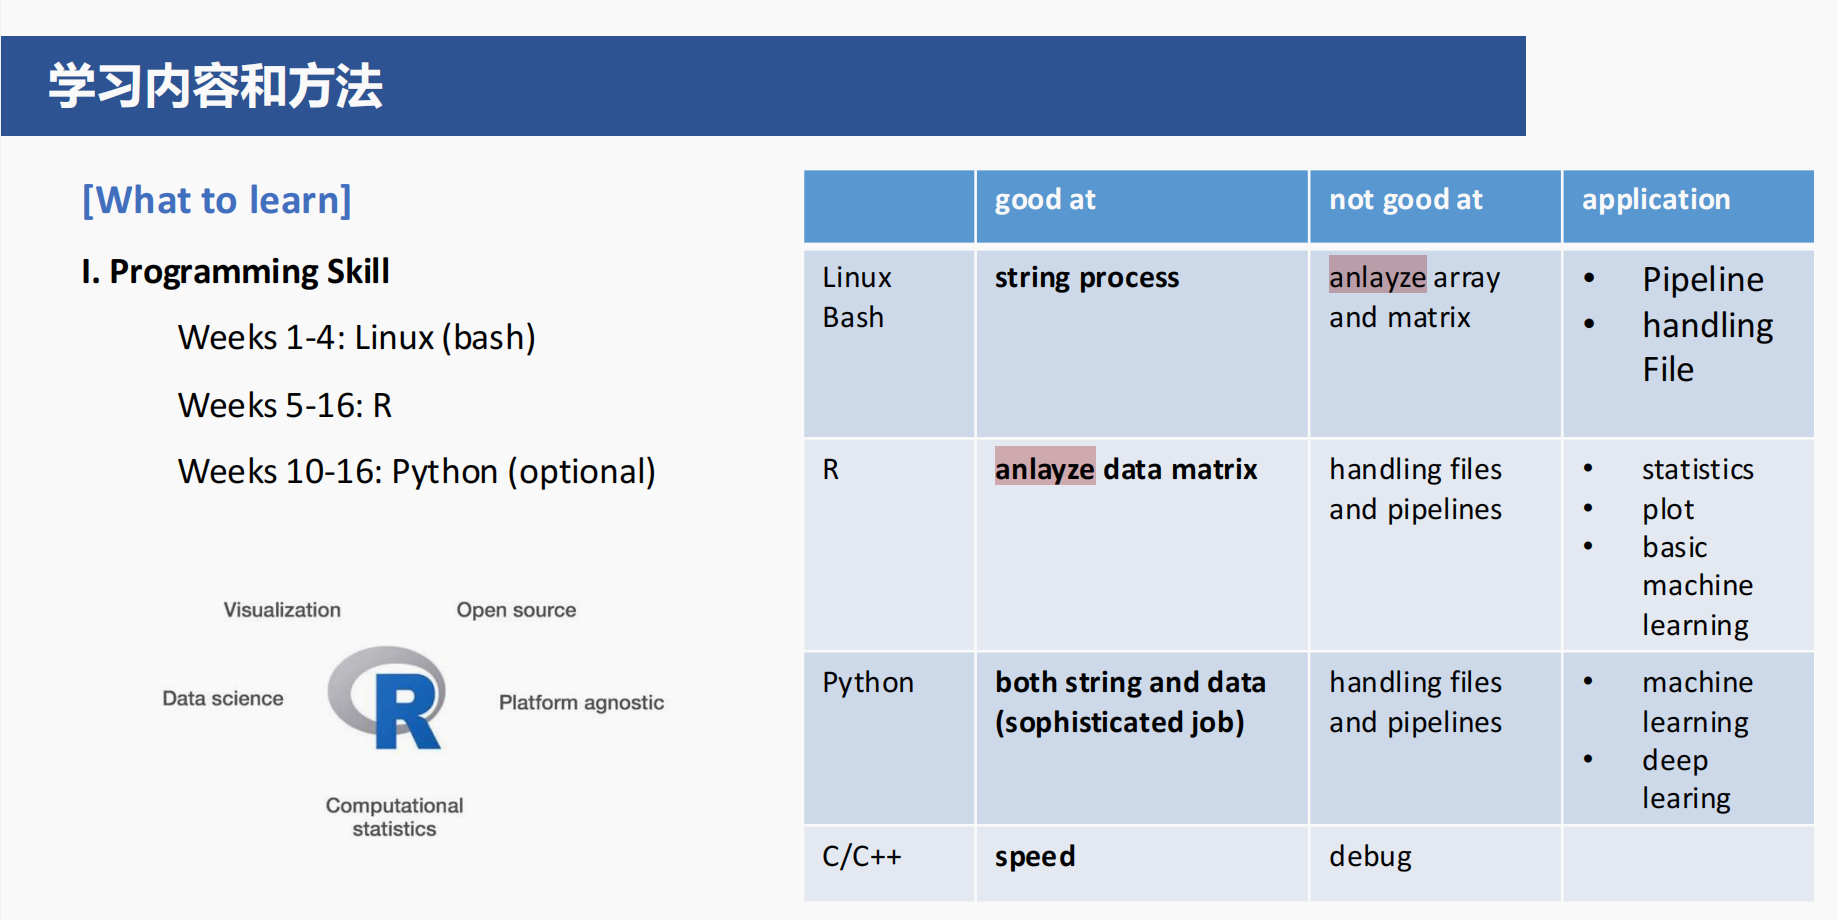 学习内容和方法
[What to learn]
I. Programming Skill
Weeks 1-4: Linux (bash)
Weeks 5-16: R
Weeks 10-16: Python (optional)
Visualization
Open source
Data science
R
Platform agnostic
Computational
statistics
good at
not good at
application
Linux
Bash
string process
anlayze array
and matrix
• Pipeline
• handling
File
R
anlayze data matrix
handling files
and pipelines
• statistics
• plot
• basic
machine
learning
Python
both string and data
(sophisticated job)
handling files
and pipelines
• machine
learning
• deep
learing
C/C++
speed
debug